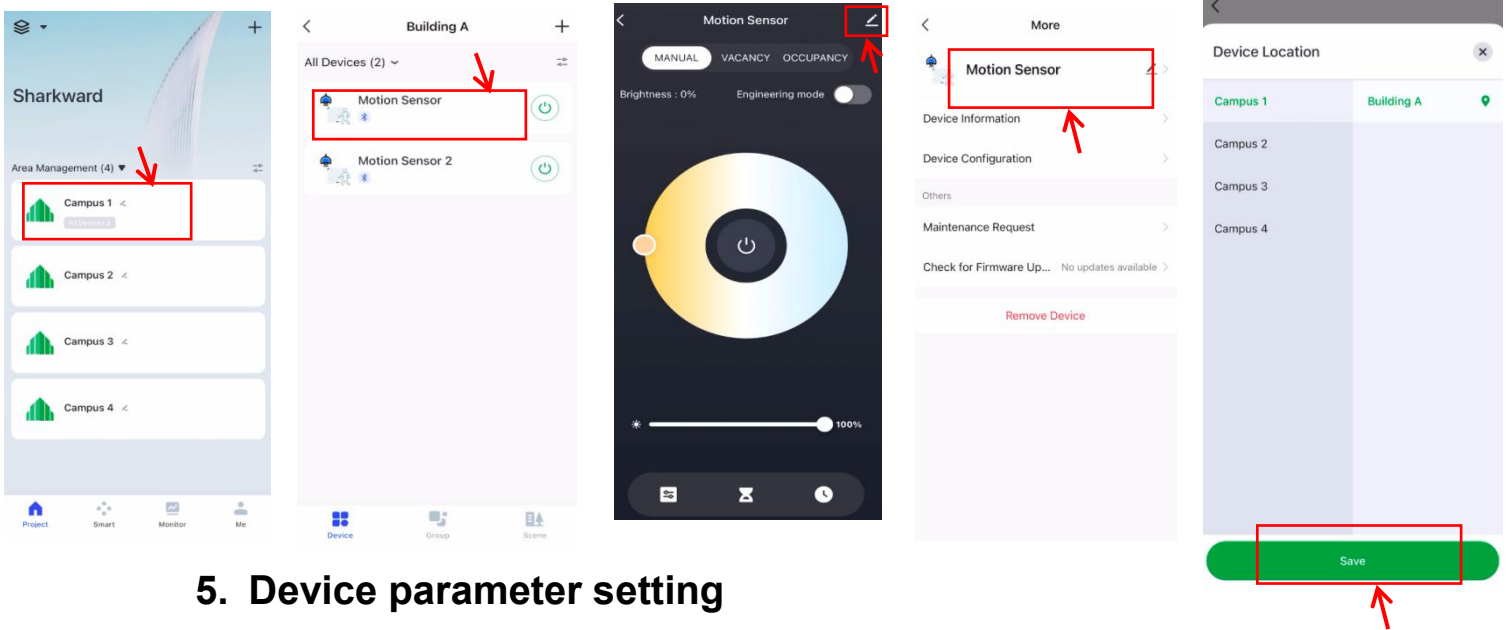 Sharkward
Area Management (4) ▼
Campus 1
Campus 2
Campus 3
Campus 4
Project
Smart
Monitor
Me
Building A
All Devices (2)
Motion Sensor
Motion Sensor 2
Device
Group
Scene
Motion Sensor
MANUAL
VACANCY
OCCUPANCY
Brightness : 0%
Engineering mode
100%
More
Motion Sensor
Device Information
Device Configuration
Others
Maintenance Request
Check for Firmware Up... No updates available
Remove Device
Device Location
Campus 1
Building A
Campus 2
Campus 3
Campus 4
Save
5. Device parameter setting